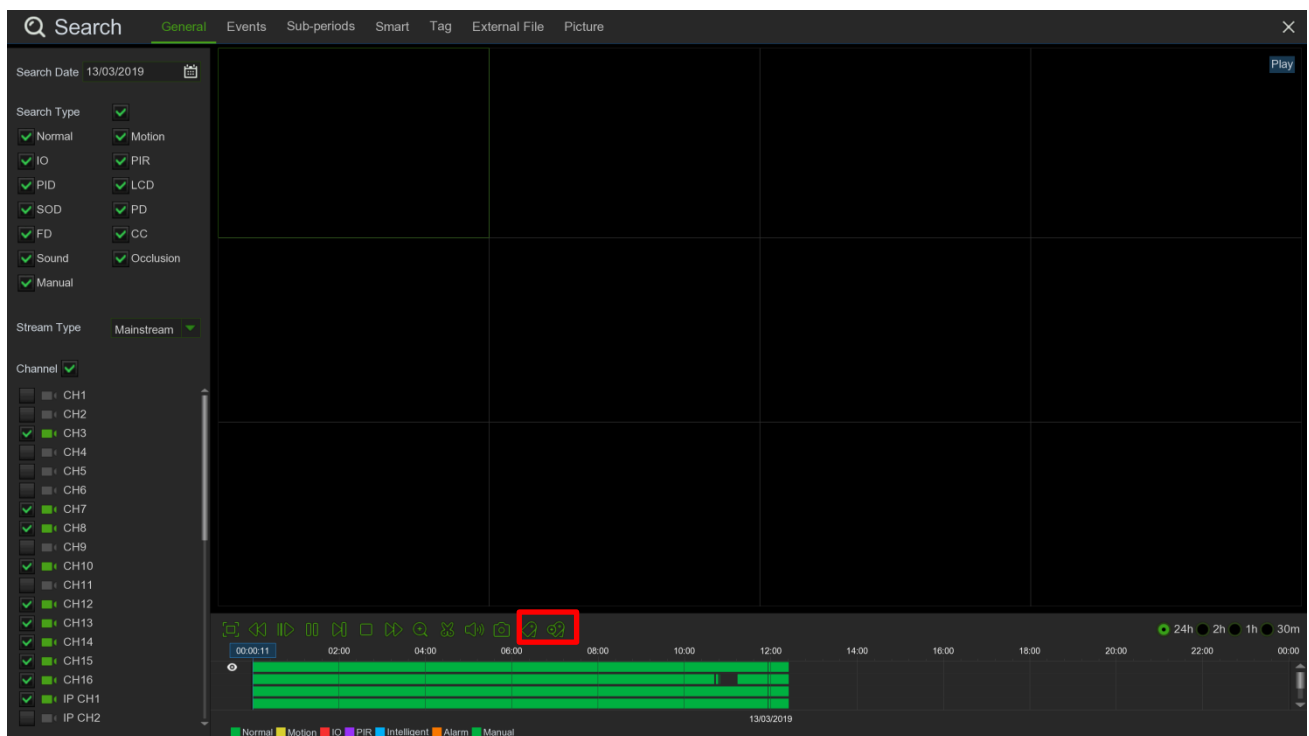 Search General Events Sub-periods Smart Tag External File Picture
Search Date 13/03/2019
Play
Search Type
Normal Motion
IO PIR
PID LCD
SOD PD
FD CC
Sound Occlusion
Manual
Stream Type Mainstream
Channel
CH1
CH2
CH3
CH4
CH5
CH6
CH7
CH8
CH9
CH10
CH11
CH12
CH13
CH14
CH15
CH16
IP CH1
IP CH2
24h 2h 1h 30m
00:00:11 02:00 04:00 06:00 08:00 10:00 12:00 14:00 16:00 18:00 20:00 22:00 00:00
13/03/2019
Normal Motion IO PIR Intelligent Alarm Manual